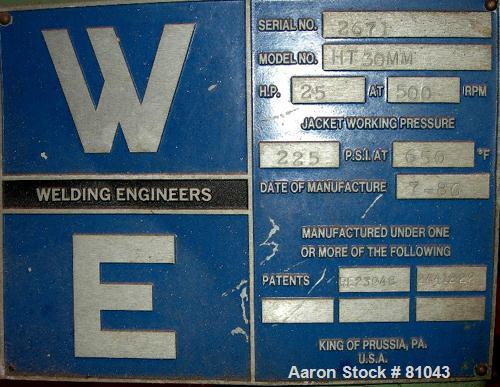 W
WELDING ENGINEERS
E
SERIAL NO. 2671
MODEL NO. HT 30MM
H.P. 25 AT 500 RPM
JACKET WORKING PRESSURE
225 P.S.I. AT 650 °F
DATE OF MANUFACTURE 7-86
MANUFACTURED UNDER ONE
OR MORE OF THE FOLLOWING
PATENTS
KING OF PRUSSIA, PA.
U.S.A.
Aaron Stock # 81043